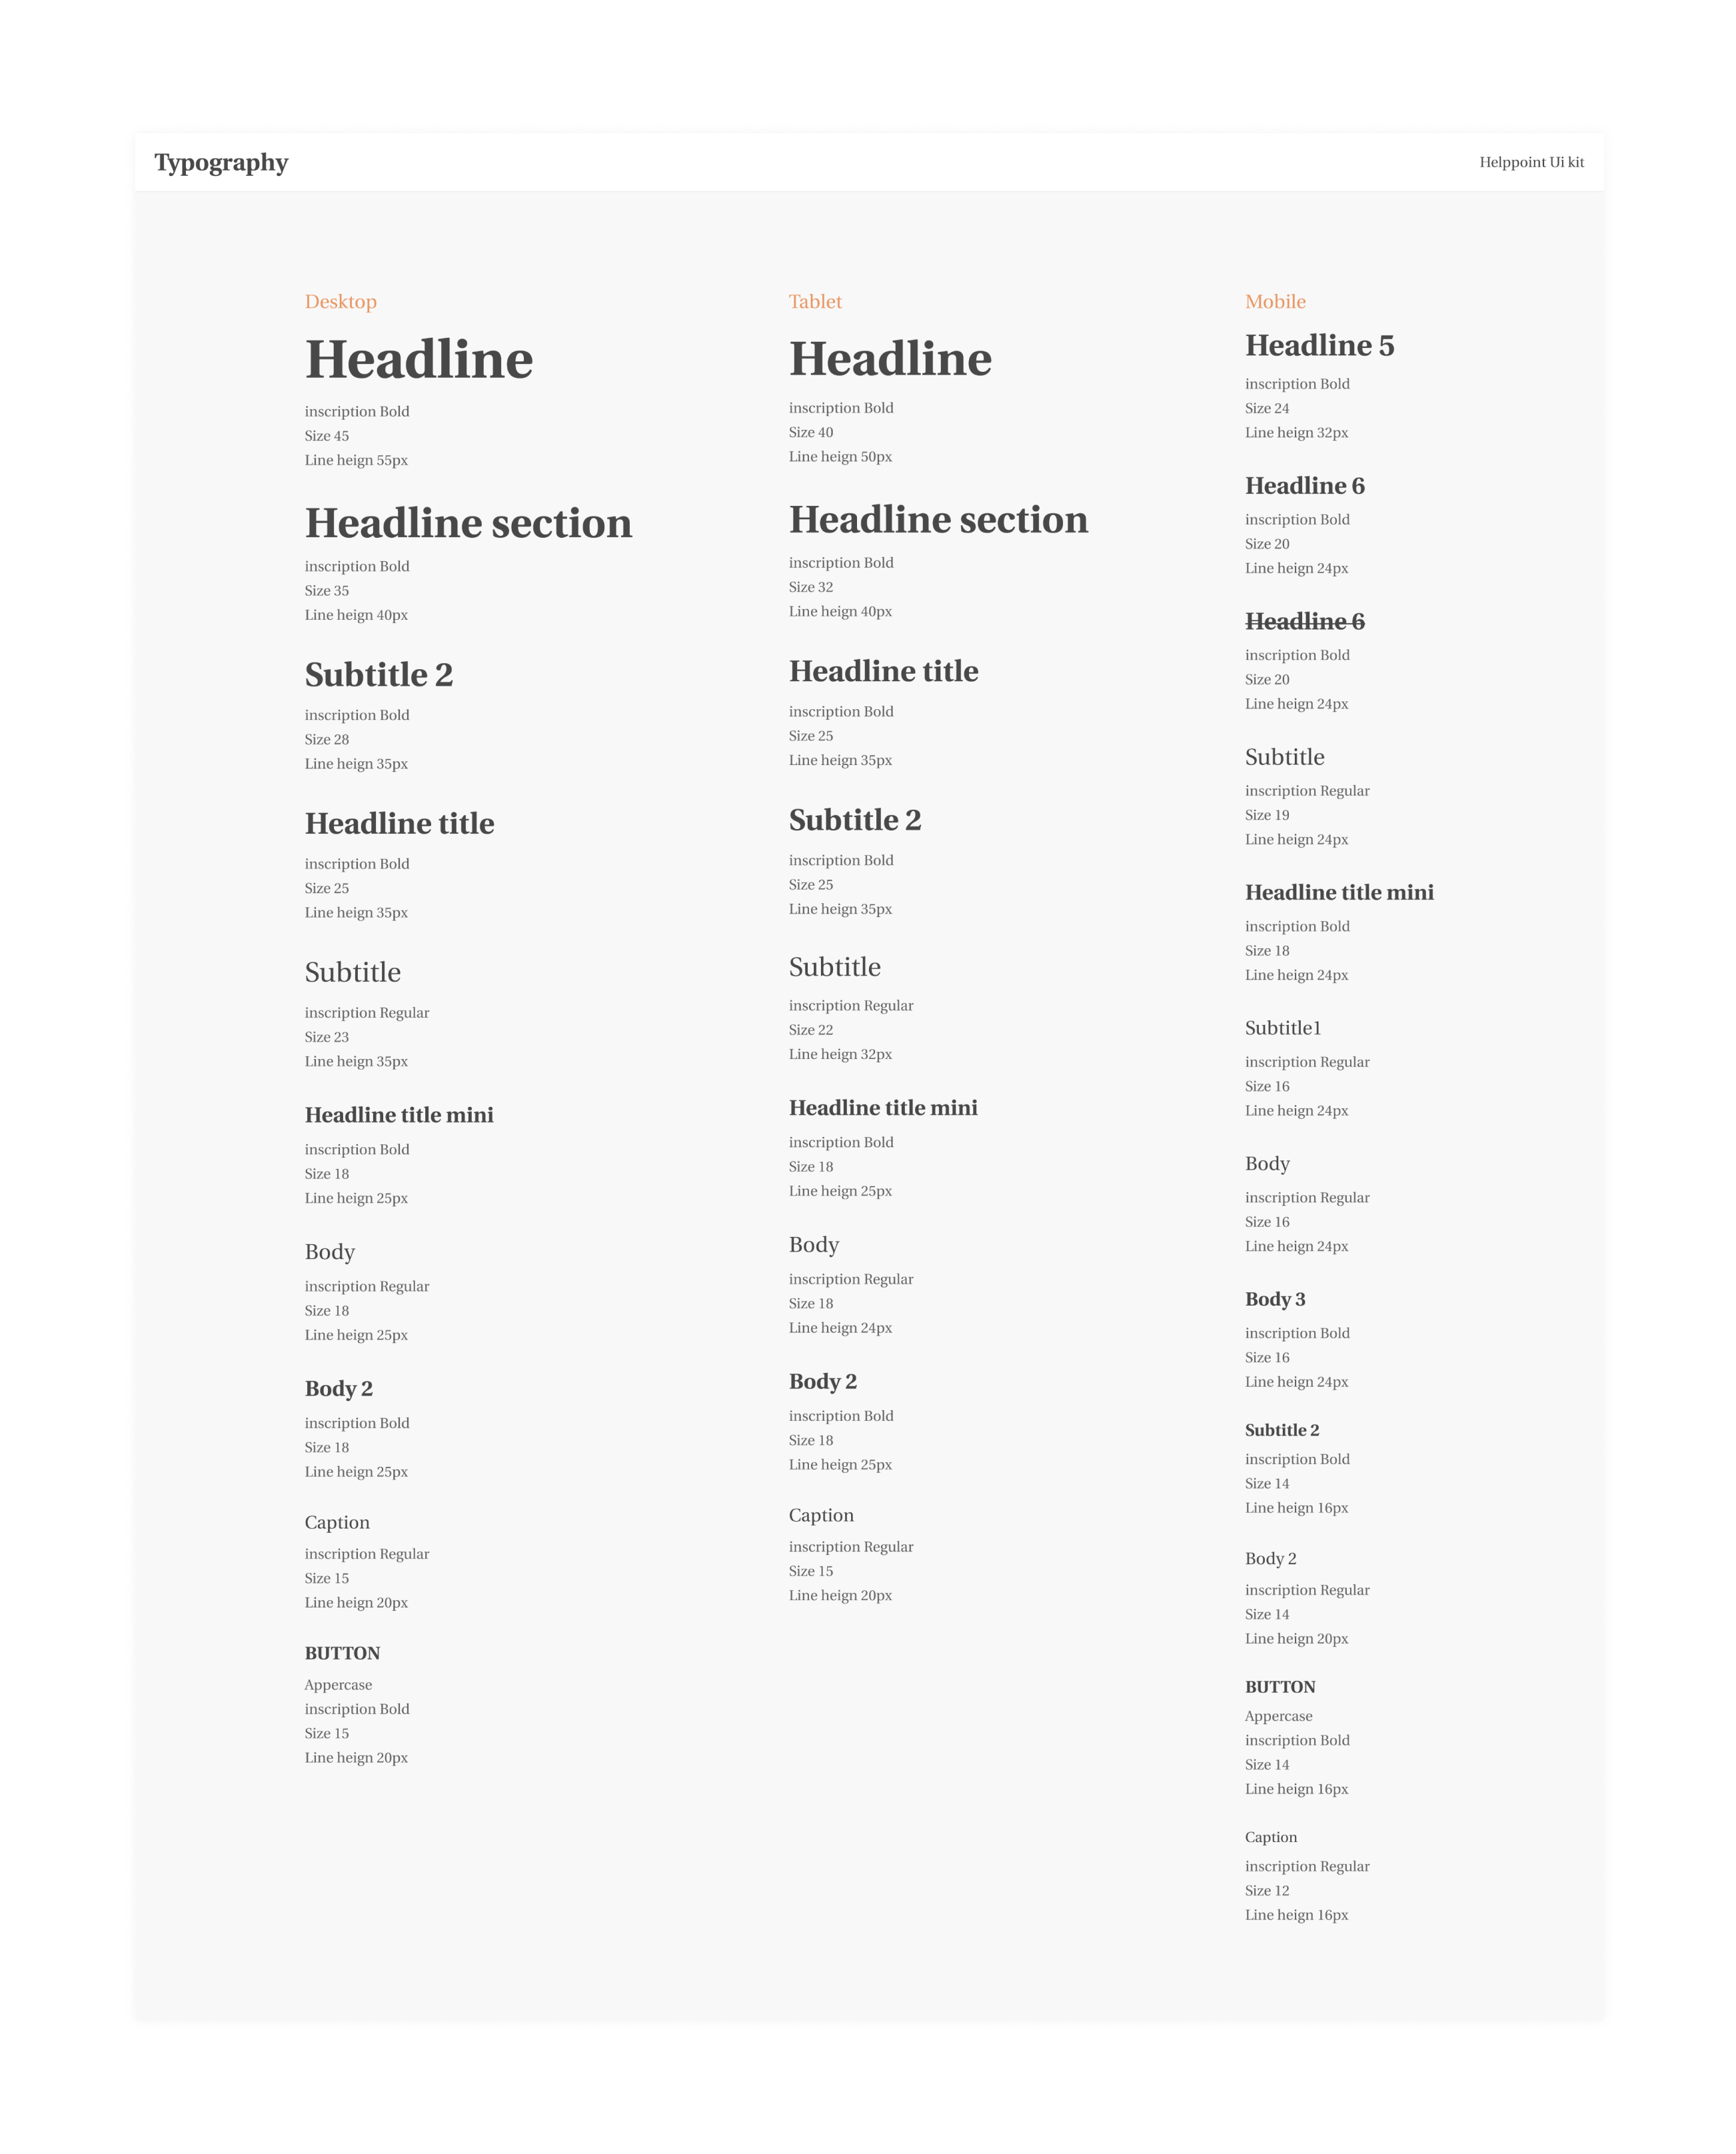 Typography
Helppoint Ui kit
Desktop
Headline
inscription Bold
Size 45
Line heign 55px
Headline section
inscription Bold
Size 35
Line heign 40px
Subtitle 2
inscription Bold
Size 28
Line heign 35px
Headline title
inscription Bold
Size 25
Line heign 35px
Subtitle
inscription Regular
Size 23
Line heign 35px
Headline title mini
inscription Bold
Size 18
Line heign 25px
Body
inscription Regular
Size 18
Line heign 25px
Body 2
inscription Bold
Size 18
Line heign 25px
Caption
inscription Regular
Size 15
Line heign 20px
BUTTON
Appercase
inscription Bold
Size 15
Line heign 20px
Tablet
Headline
inscription Bold
Size 40
Line heign 50px
Headline section
inscription Bold
Size 32
Line heign 40px
Headline title
inscription Bold
Size 25
Line heign 35px
Subtitle 2
inscription Bold
Size 25
Line heign 35px
Subtitle
inscription Regular
Size 22
Line heign 32px
Headline title mini
inscription Bold
Size 18
Line heign 25px
Body
inscription Regular
Size 18
Line heign 24px
Body 2
inscription Bold
Size 18
Line heign 25px
Caption
inscription Regular
Size 15
Line heign 20px
Mobile
Headline 5
inscription Bold
Size 24
Line heign 32px
Headline 6
inscription Bold
Size 20
Line heign 24px
Headline 6
inscription Bold
Size 20
Line heign 24px
Subtitle
inscription Regular
Size 19
Line heign 24px
Headline title mini
inscription Bold
Size 18
Line heign 24px
Subtitle1
inscription Regular
Size 16
Line heign 24px
Body
inscription Regular
Size 16
Line heign 24px
Body 3
inscription Bold
Size 16
Line heign 24px
Subtitle 2
inscription Bold
Size 14
Line heign 16px
Body 2
inscription Regular
Size 14
Line heign 20px
BUTTON
Appercase
inscription Bold
Size 14
Line heign 16px
Caption
inscription Regular
Size 12
Line heign 16px